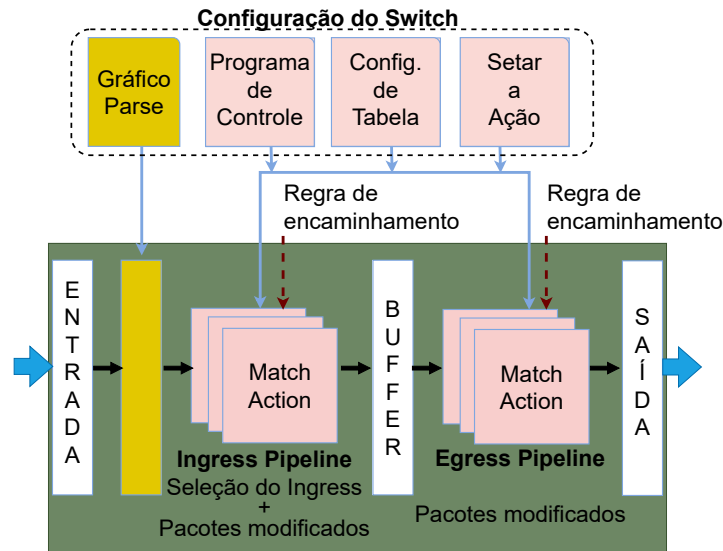 Configuração do Switch
Gráfico
Parse
Programa
de
Controle
Config.
de
Tabela
Setar
a
Ação
Regra de
encaminhamento
Regra de
encaminhamento
E
N
T
R
A
D
A
Match
Action
Ingress Pipeline
Seleção do Ingress
+
Pacotes modificados
B
U
F
F
E
R
Match
Action
Egress Pipeline
Pacotes modificados
S
A
Í
D
A